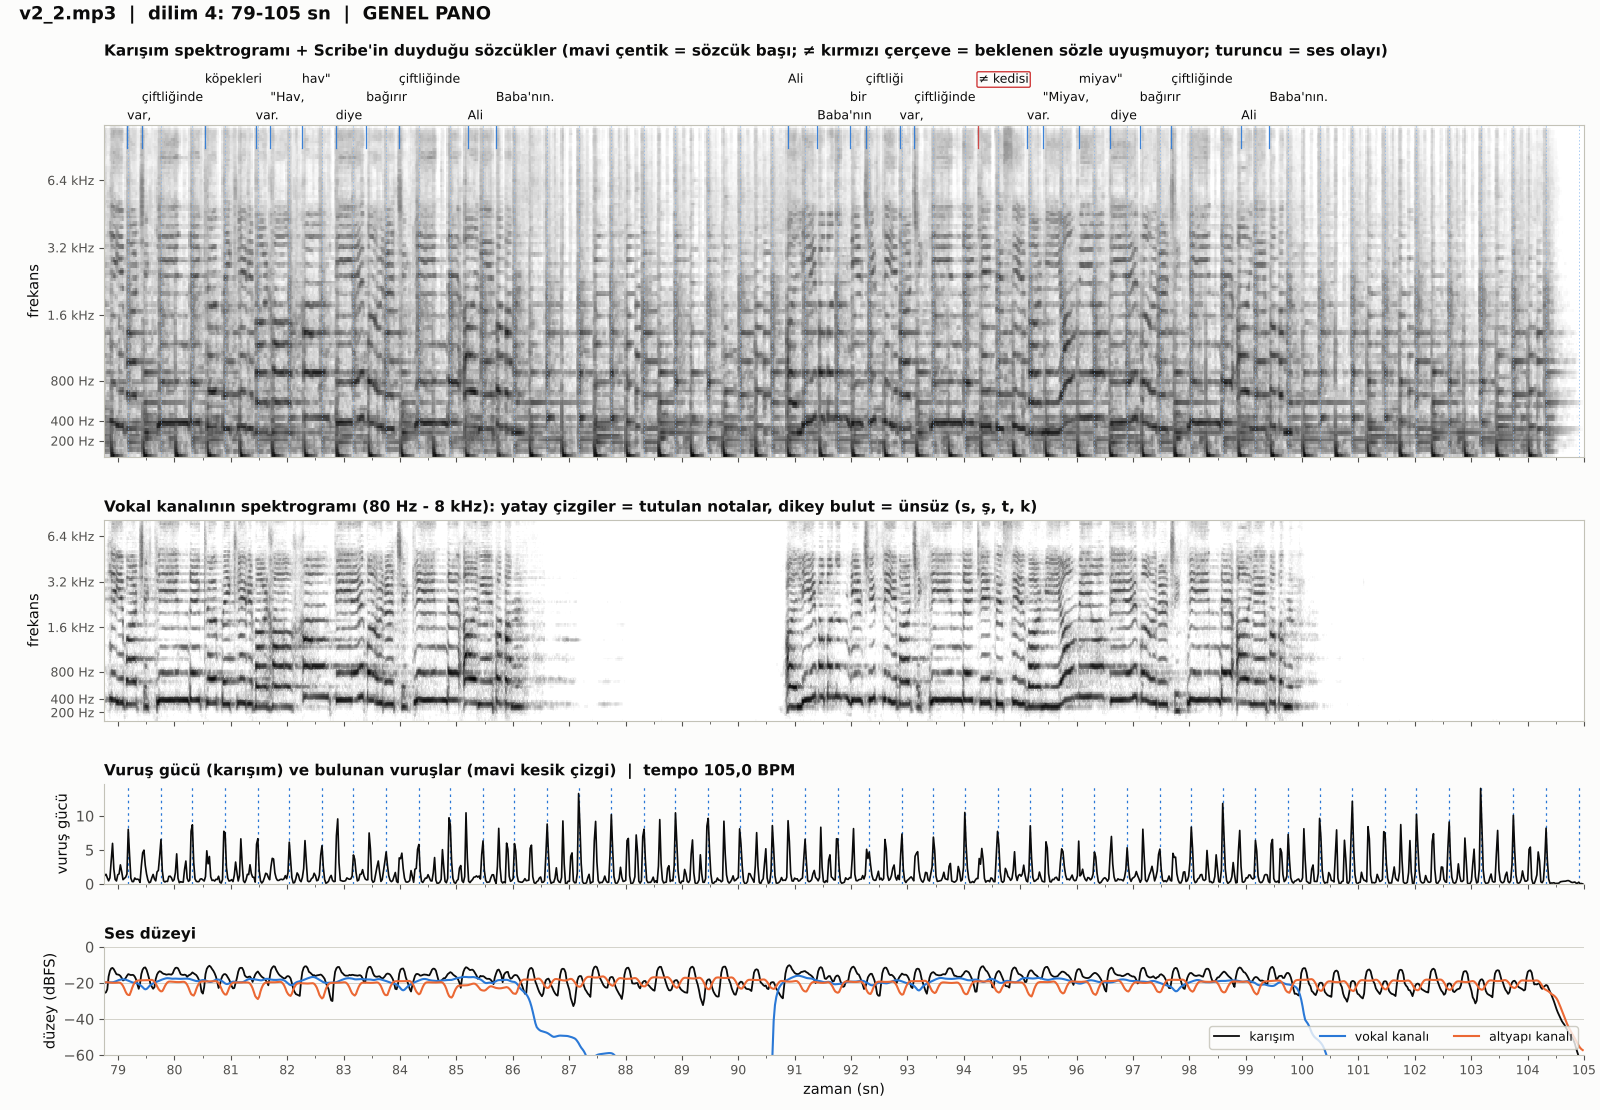 v2_2.mp3 | dilim 4: 79-105 sn | GENEL PANO
Karışım spektrogramı + Scribe'in duyduğu sözcükler (mavi çentik = sözcük başı; ≠ kırmızı çerçeve = beklenen sözle uyuşmuyor; turuncu = ses olayı)
köpekleri hav" çiftliğinde Ali çiftliği ≠ kedisi miyav" çiftliğinde
çiftliğinde "Hav, bağırır Baba'nın. bir çiftliğinde "Miyav, bağırır Baba'nın.
var, var. diye Ali Baba'nın var, var. diye Ali
frekans
6.4 kHz
3.2 kHz
1.6 kHz
800 Hz
400 Hz
200 Hz
Vokal kanalının spektrogramı (80 Hz - 8 kHz): yatay çizgiler = tutulan notalar, dikey bulut = ünsüz (s, ş, t, k)
frekans
6.4 kHz
3.2 kHz
1.6 kHz
800 Hz
400 Hz
200 Hz
Vuruş gücü (karışım) ve bulunan vuruşlar (mavi kesik çizgi) | tempo 105,0 BPM
vuruş gücü
10
5
0
Ses düzeyi
düzey (dBFS)
0
−20
−40
−60
karışım vokal kanalı altyapı kanalı
79 80 81 82 83 84 85 86 87 88 89 90 91 92 93 94 95 96 97 98 99 100 101 102 103 104 105
zaman (sn)